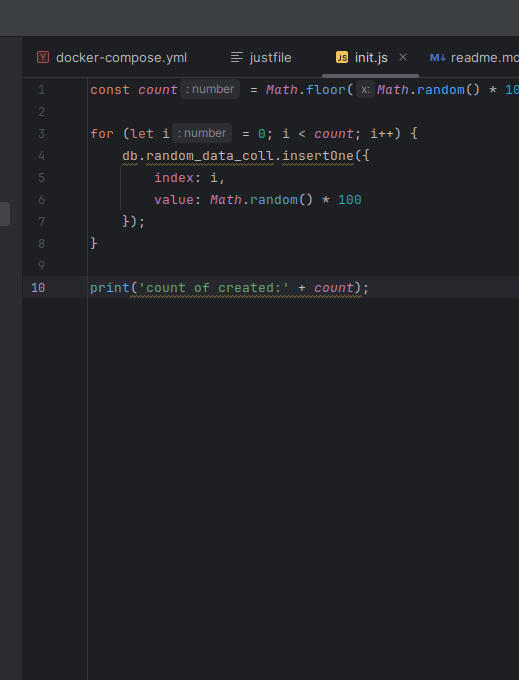 docker-compose.yml justfile init.js readme.md
1 const count : number = Math.floor( x: Math.random() * 10
2
3 for (let i : number = 0; i < count; i++) {
4 db.random_data_coll.insertOne({
5 index: i,
6 value: Math.random() * 100
7 });
8 }
9
10 print('count of created:' + count);